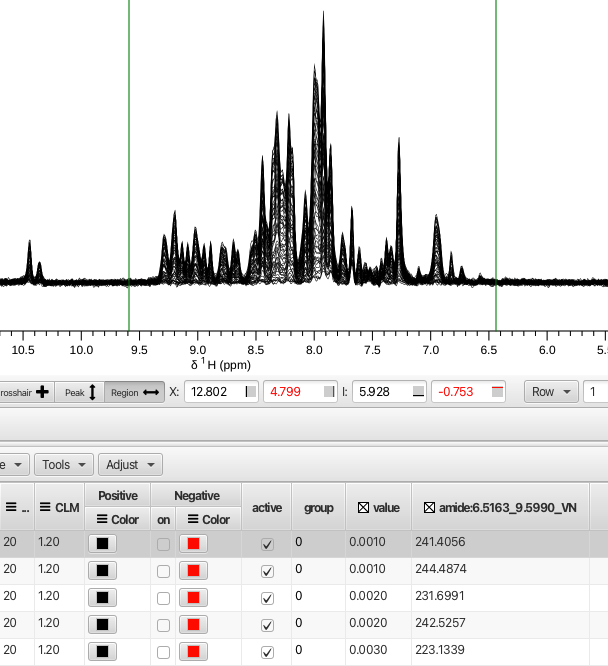 10.5 10.0 9.5 9.0 8.5 8.0 7.5 7.0 6.5 6.0 5.5
δ ¹H (ppm)
rosshair Peak Region X: 12.802 4.799 I: 5.928 -0.753 Row 1
e Tools Adjust
Positive Negative
... CLM Color on Color active group value amide:6.5163_9.5990_VN
20 1.20 0 0.0010 241.4056
20 1.20 0 0.0010 244.4874
20 1.20 0 0.0020 231.6991
20 1.20 0 0.0020 242.5257
20 1.20 0 0.0030 223.1339